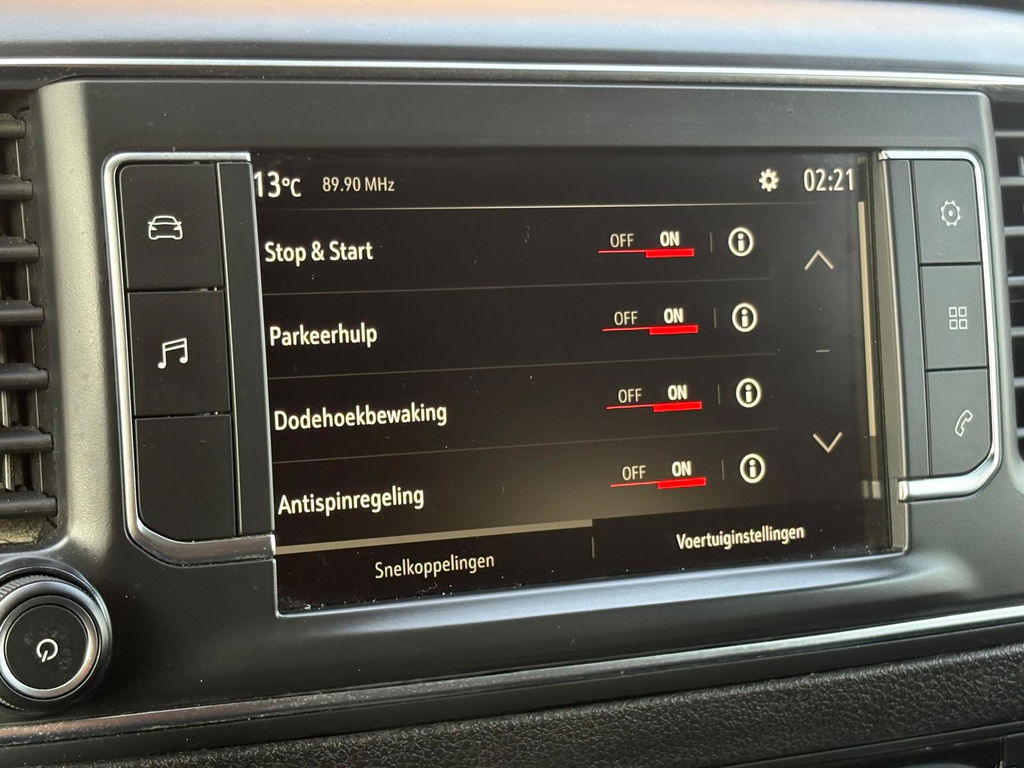 13°C 89.90 MHz 02:21
Stop & Start OFF ON
Parkeerhulp OFF ON
Dodehoekbewaking OFF ON
Antispinregeling OFF ON
Snelkoppelingen Voertuiginstellingen